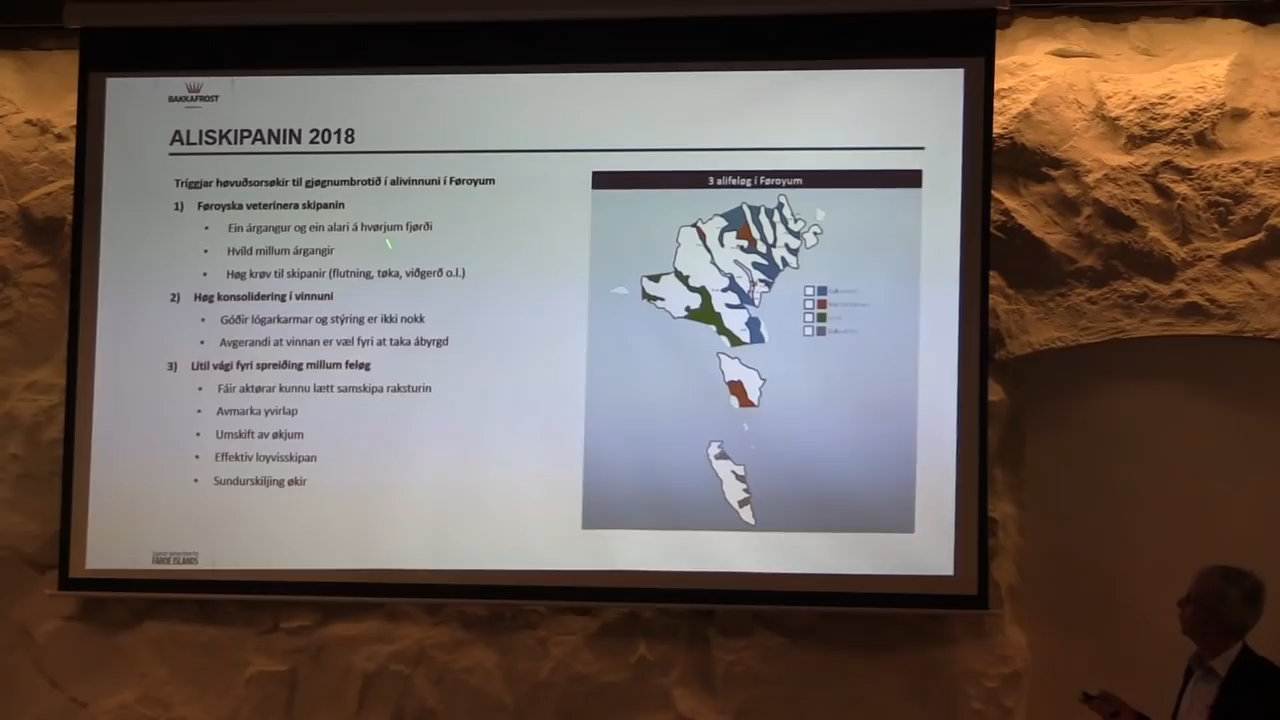 BAKKAFROST
ALISKIPANIN 2018
Tríggjar høvuðsorsøkir til gjøgnumbrotið í alivinnuni í Føroyum
1) Føroyska veterinera skipanin
• Ein árgangur og ein alari á hvørjum fjørði
• Hvíld millum árgangir
• Høg krøv til skipanir (flutning, tøka, viðgerð o.l.)
2) Høg konsolidering í vinnuni
• Góðir lógarkarmar og stýring er ikki nokk
• Avgerandi at vinnan er væl fyri at taka ábyrgd
3) Lítil vági fyri spreiðing millum feløg
• Fáir aktørar kunnu lætt samskipa raksturin
• Avmarka yvirlap
• Umskift av økjum
• Effektiv loyvisskipan
• Sundurskiljing økir
3 alifeløg í Føroyum
FAROE ISLANDS